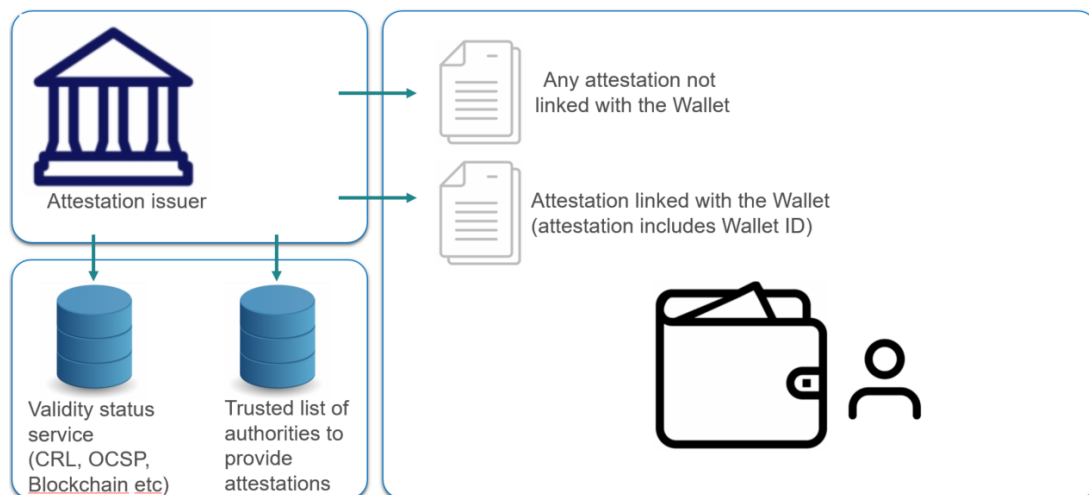 Attestation issuer
Any attestation not
linked with the Wallet
Attestation linked with the Wallet
(attestation includes Wallet ID)
Validity status
service
(CRL, OCSP,
Blockchain etc)
Trusted list of
authorities to
provide
attestations